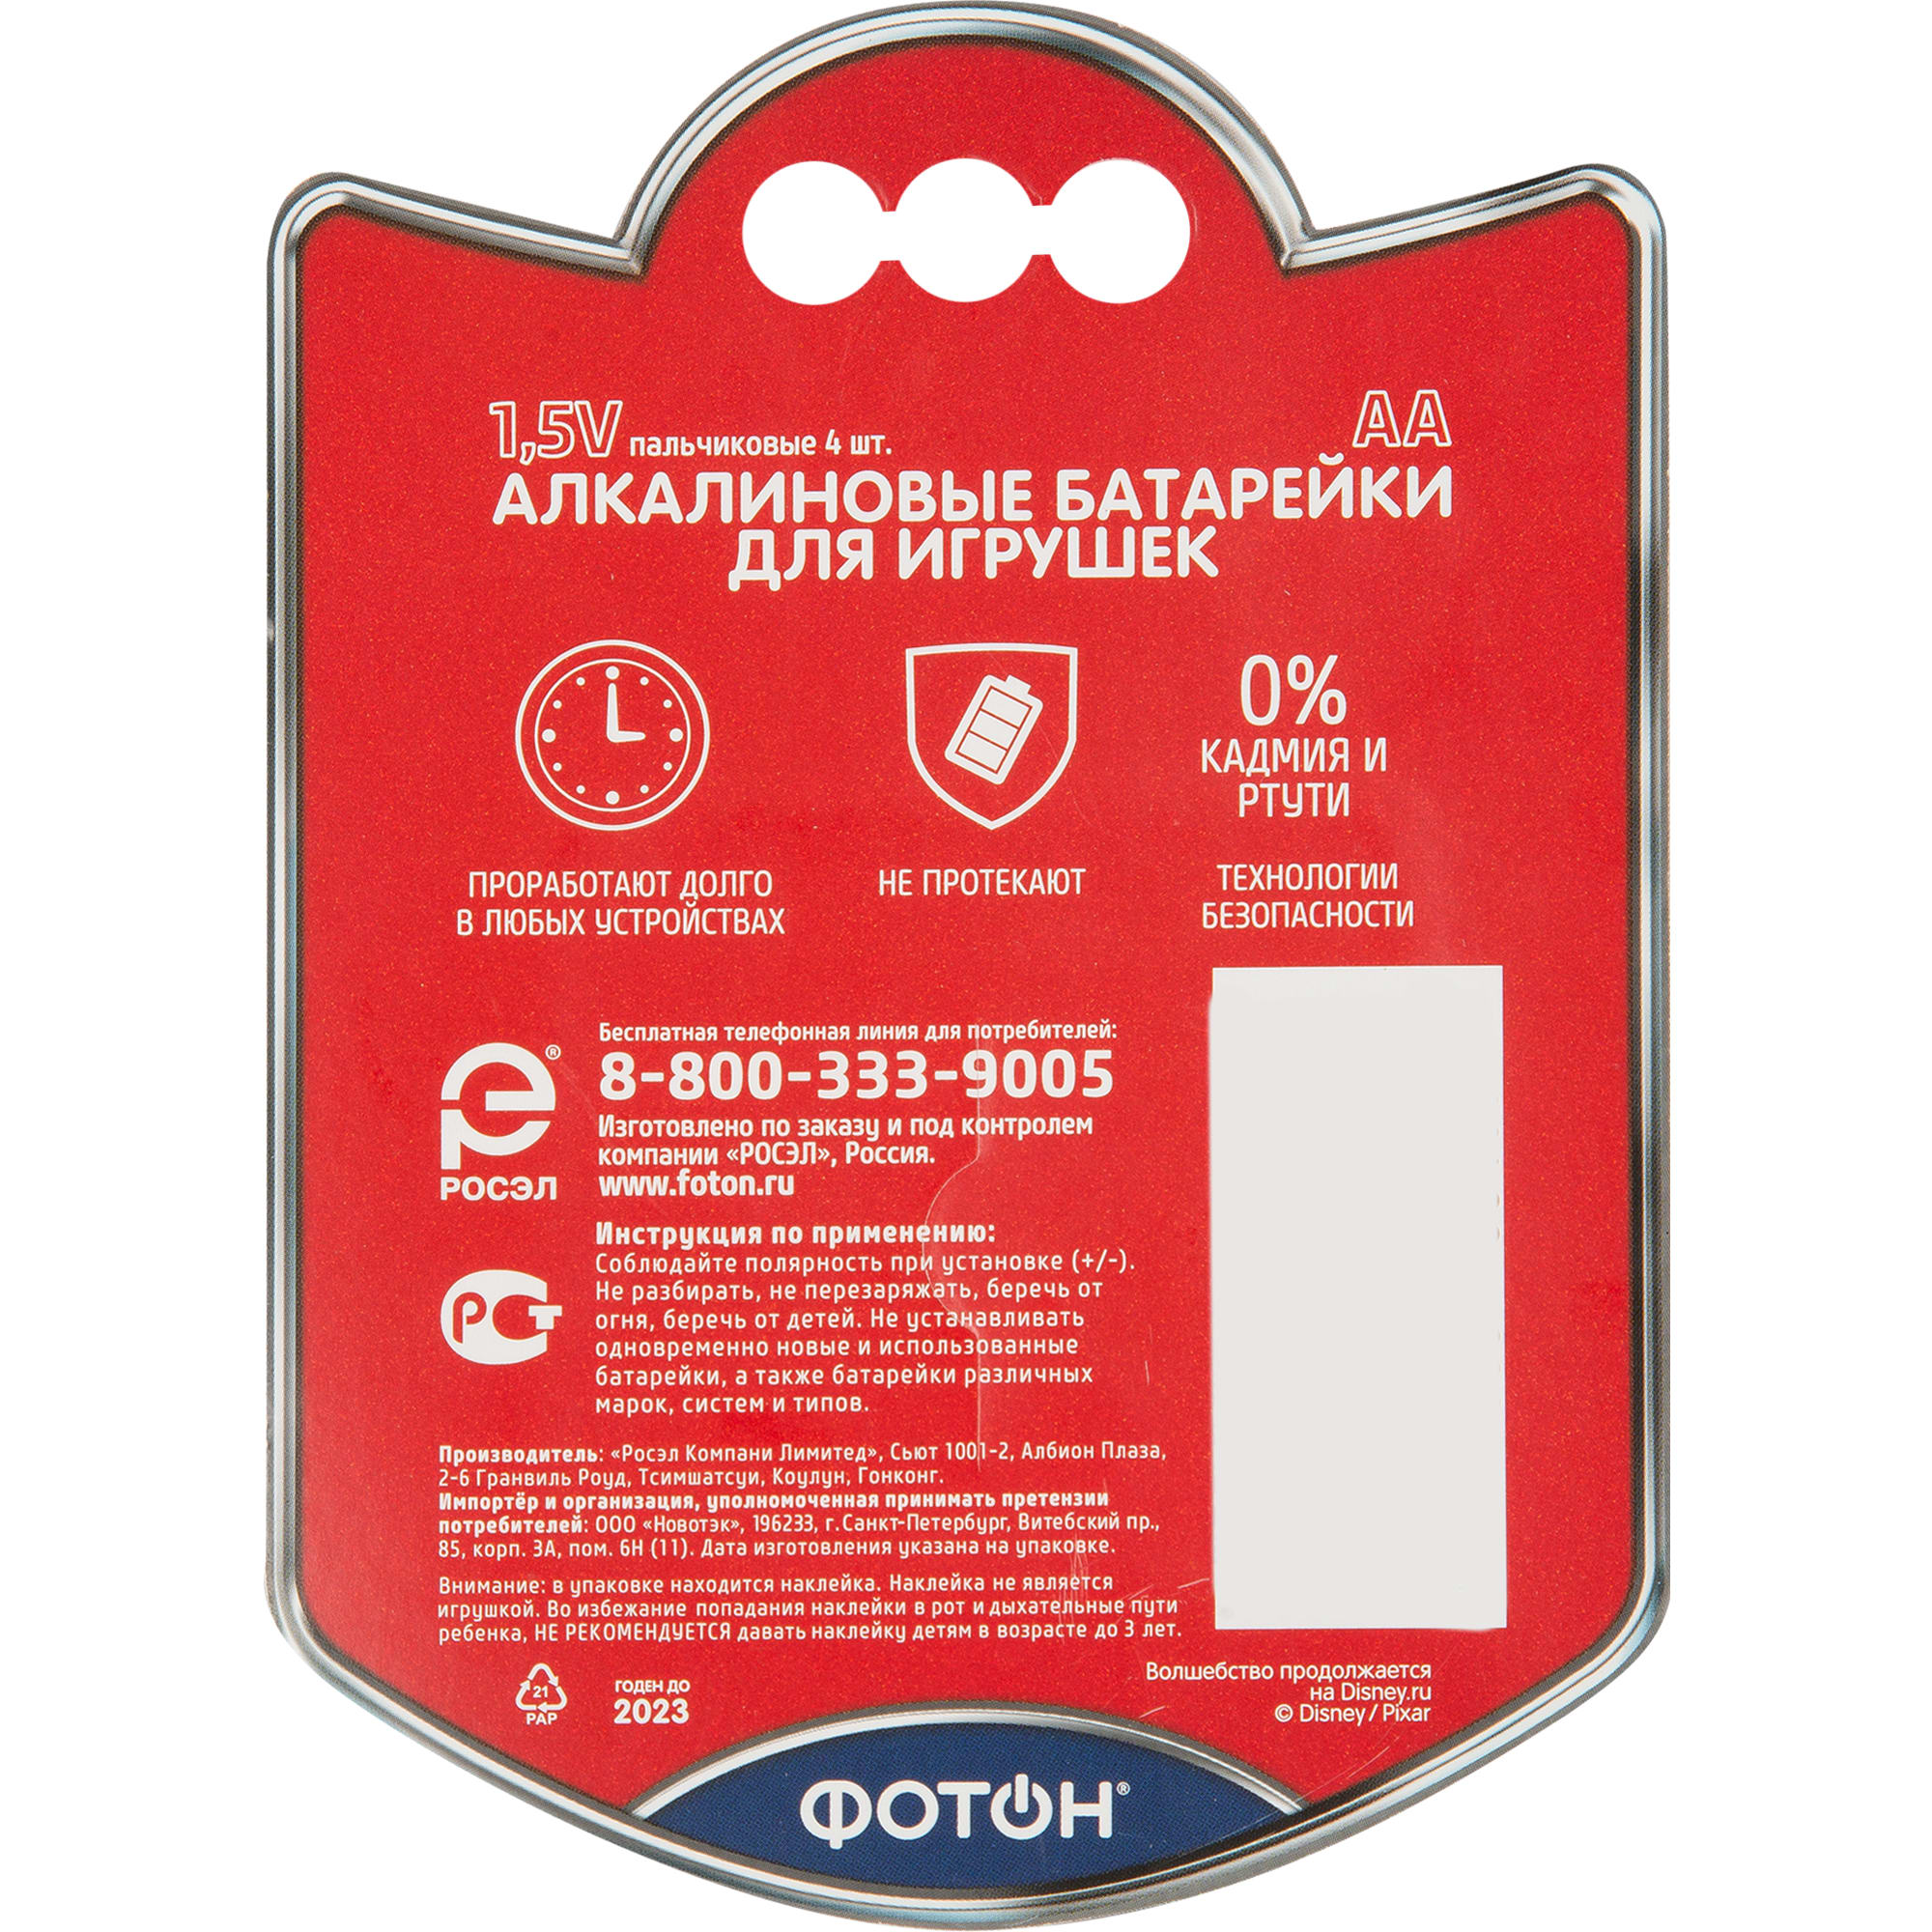 1,5V пальчиковые 4 шт. AA
АЛКАЛИНОВЫЕ БАТАРЕЙКИ
ДЛЯ ИГРУШЕК
0%
КАДМИЯ И
РТУТИ
ПРОРАБОТАЮТ ДОЛГО
В ЛЮБЫХ УСТРОЙСТВАХ
НЕ ПРОТЕКАЮТ
ТЕХНОЛОГИИ
БЕЗОПАСНОСТИ
®
РОСЭЛ
Бесплатная телефонная линия для потребителей:
8-800-333-9005
Изготовлено по заказу и под контролем
компании «РОСЭЛ», Россия.
www.foton.ru
РСТ
Инструкция по применению:
Соблюдайте полярность при установке (+/-).
Не разбирать, не перезаряжать, беречь от
огня, беречь от детей. Не устанавливать
одновременно новые и использованные
батарейки, а также батарейки различных
марок, систем и типов.
Производитель: «Росэл Компани Лимитед», Сьют 1001-2, Албион Плаза,
2-6 Гранвиль Роуд, Тсимшатсуи, Коулун, Гонконг.
Импортёр и организация, уполномоченная принимать претензии
потребителей: ООО «Новотэк», 196233, г.Санкт-Петербург, Витебский пр.,
85, корп. 3А, пом. 6Н (11). Дата изготовления указана на упаковке.
Внимание: в упаковке находится наклейка. Наклейка не является
игрушкой. Во избежание попадания наклейки в рот и дыхательные пути
ребенка, НЕ РЕКОМЕНДУЕТСЯ давать наклейку детям в возрасте до 3 лет.
21
PAP
ГОДЕН ДО
2023
Волшебство продолжается
на Disney.ru
© Disney / Pixar
ФОТОН®